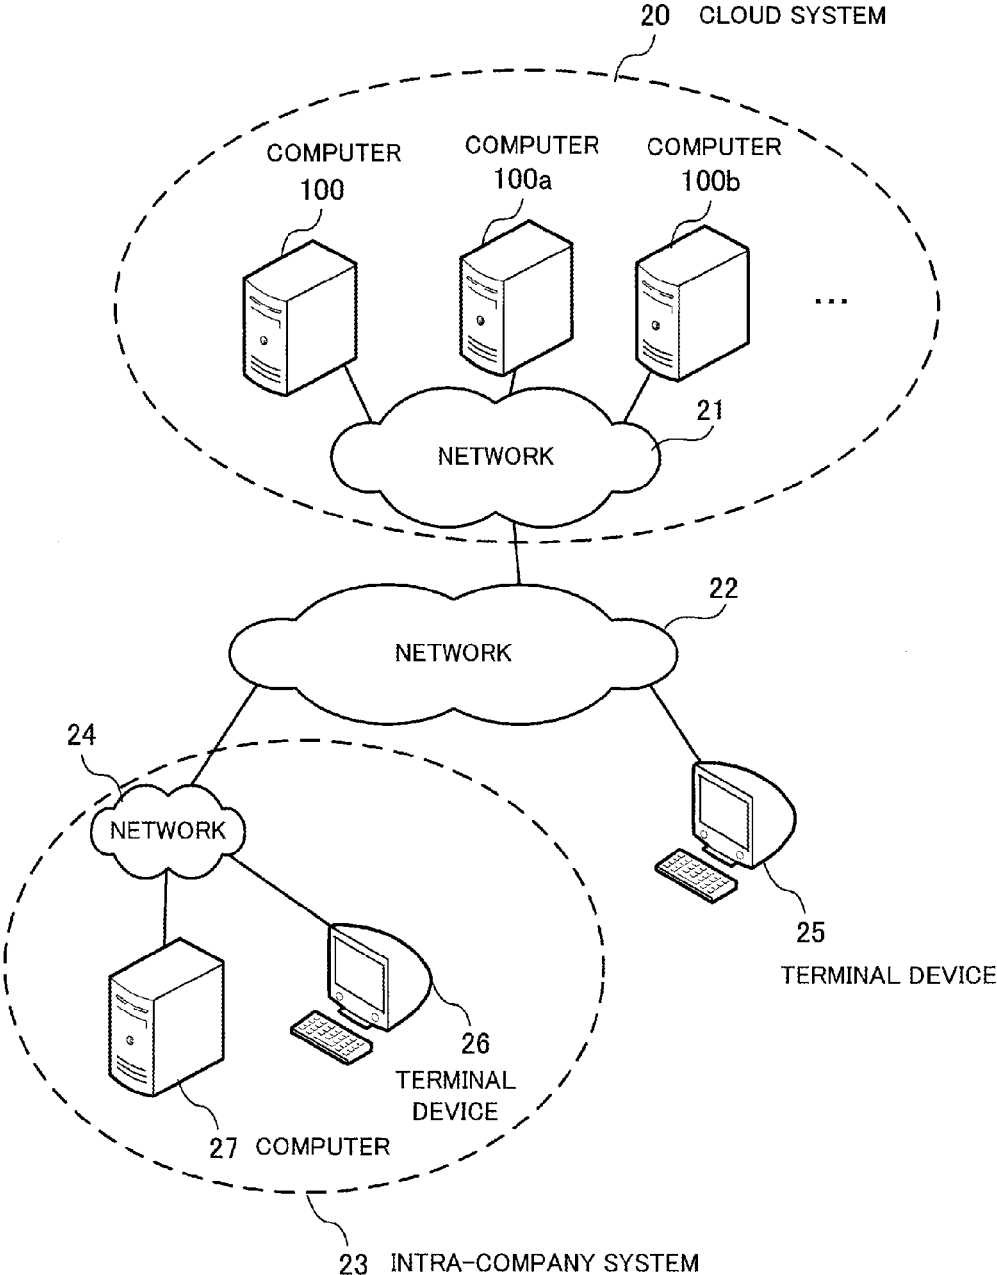 20 CLOUD SYSTEM
COMPUTER
100
COMPUTER
100a
COMPUTER
100b
...
21
NETWORK
22
NETWORK
24
NETWORK
25
TERMINAL DEVICE
26
TERMINAL
DEVICE
27 COMPUTER
23 INTRA-COMPANY SYSTEM